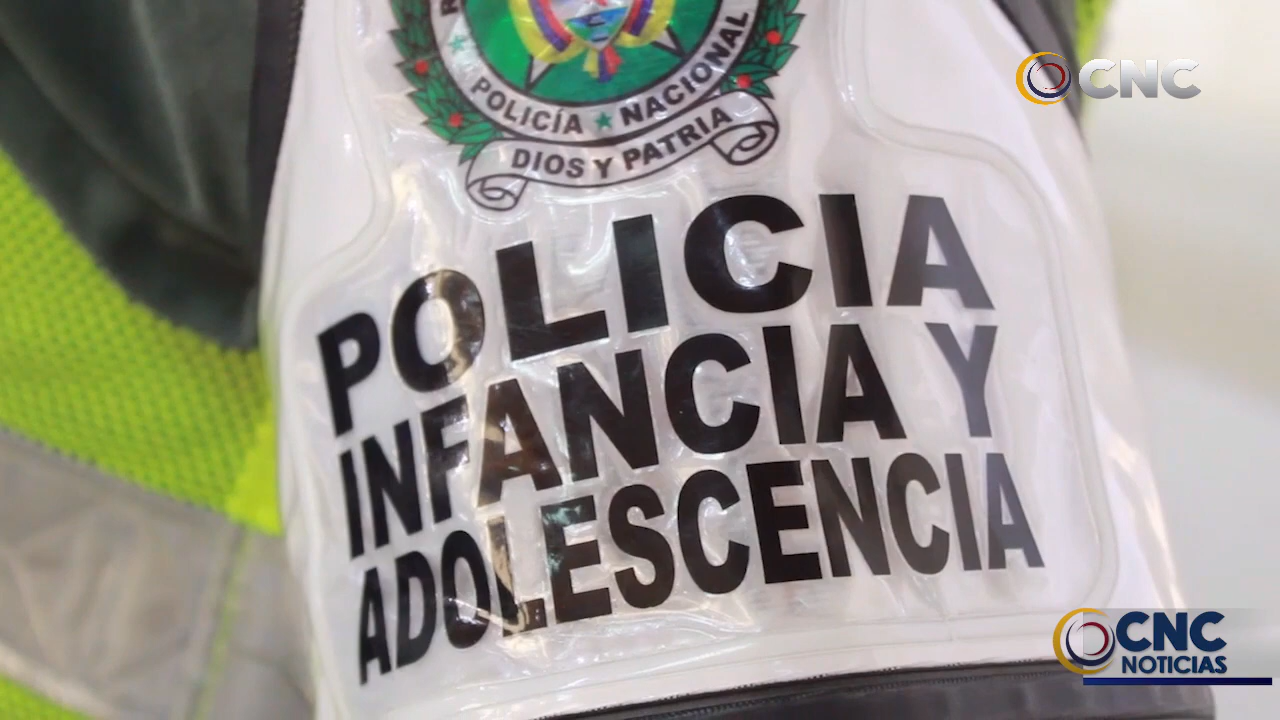 POLICÍA ★ NACIONAL
DIOS Y PATRIA
POLICIA
INFANCIA Y
ADOLESCENCIA
CNC
CNC
NOTICIAS